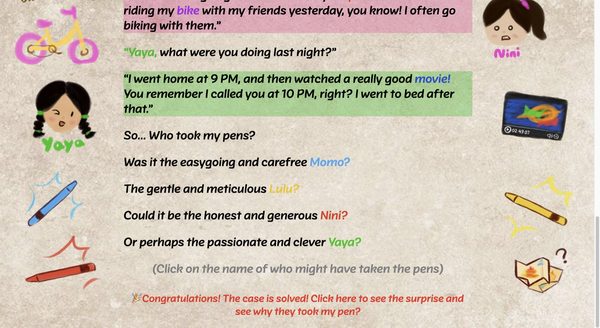 riding my bike with my friends yesterday, you know! I often go
biking with them.”
Nini
“Yaya, what were you doing last night?”
“I went home at 9 PM, and then watched a really good movie!
You remember I called you at 10 PM, right? I went to bed after
that.”
Yaya
So... Who took my pens?
Was it the easygoing and carefree Momo?
The gentle and meticulous Lulu?
Could it be the honest and generous Nini?
Or perhaps the passionate and clever Yaya?
(Click on the name of who might have taken the pens)
?
🎉Congratulations! The case is solved! Click here to see the surprise and
see why they took my pen?